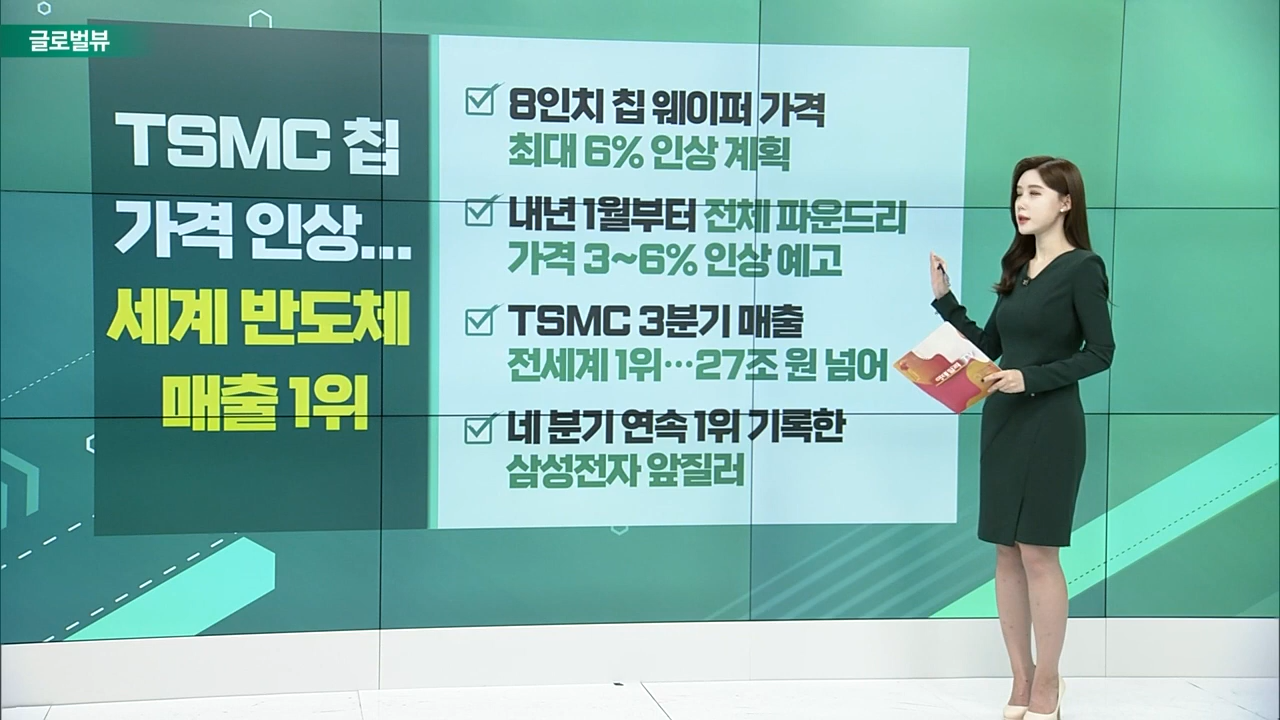 글로벌뷰
TSMC 칩
가격 인상...
세계 반도체
매출 1위
8인치 칩 웨이퍼 가격
최대 6% 인상 계획
내년 1월부터 전체 파운드리
가격 3~6% 인상 예고
TSMC 3분기 매출
전세계 1위…27조 원 넘어
네 분기 연속 1위 기록한
삼성전자 앞질러